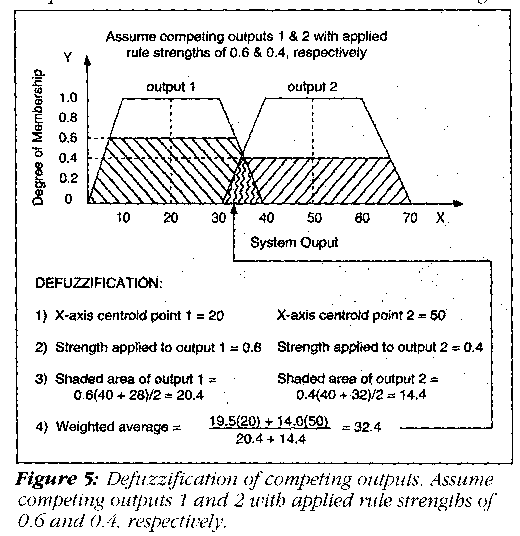 Assume competing outputs 1 & 2 with applied
rule strengths of 0.6 & 0.4, respectively
Y
output 1
output 2
Degree of Membership
1.0
0.8
0.6
0.4
0.2
0
10
20
30
40
50
60
70
X
System Ouput
DEFUZZIFICATION:
1) X-axis centroid point 1 = 20
X-axis centroid point 2 = 50
2) Strength applied to output 1 = 0.6
Strength applied to output 2 = 0.4
3) Shaded area of output 1 =
0.6(40 + 28)/2 = 20.4
Shaded area of output 2 =
0.4(40 + 32)/2 = 14.4
4) Weighted average =
19.5(20) + 14.0(50)
20.4 + 14.4
= 32.4
Figure 5: Defuzzification of competing outputs. Assume
competing outputs 1 and 2 with applied rule strengths of
0.6 and 0.4, respectively.